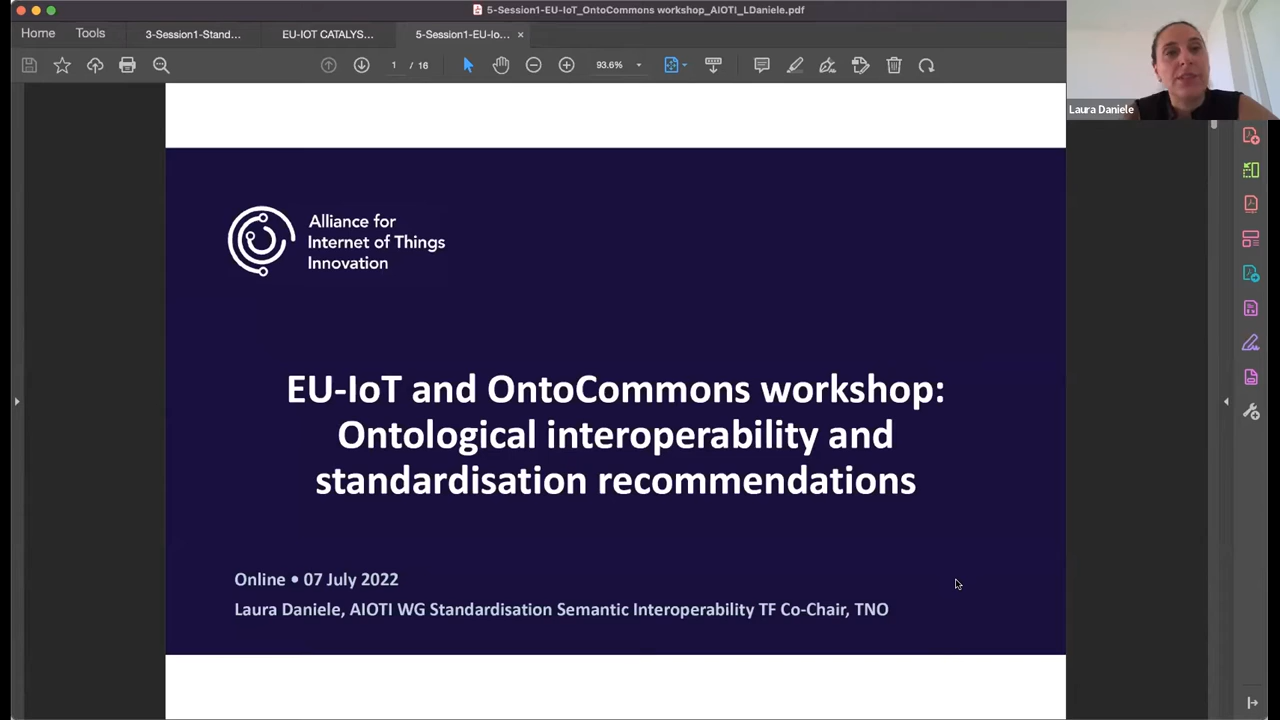 5-Session1-EU-IoT_OntoCommons workshop_AIOTI_LDaniele.pdf
Home
Tools
3-Session1-Stand...
EU-IOT CATALYS...
5-Session1-EU-Io...
1 / 16
93.6%
Laura Daniele
Alliance for
Internet of Things
Innovation
EU-IoT and OntoCommons workshop:
Ontological interoperability and
standardisation recommendations
Online • 07 July 2022
Laura Daniele, AIOTI WG Standardisation Semantic Interoperability TF Co-Chair, TNO